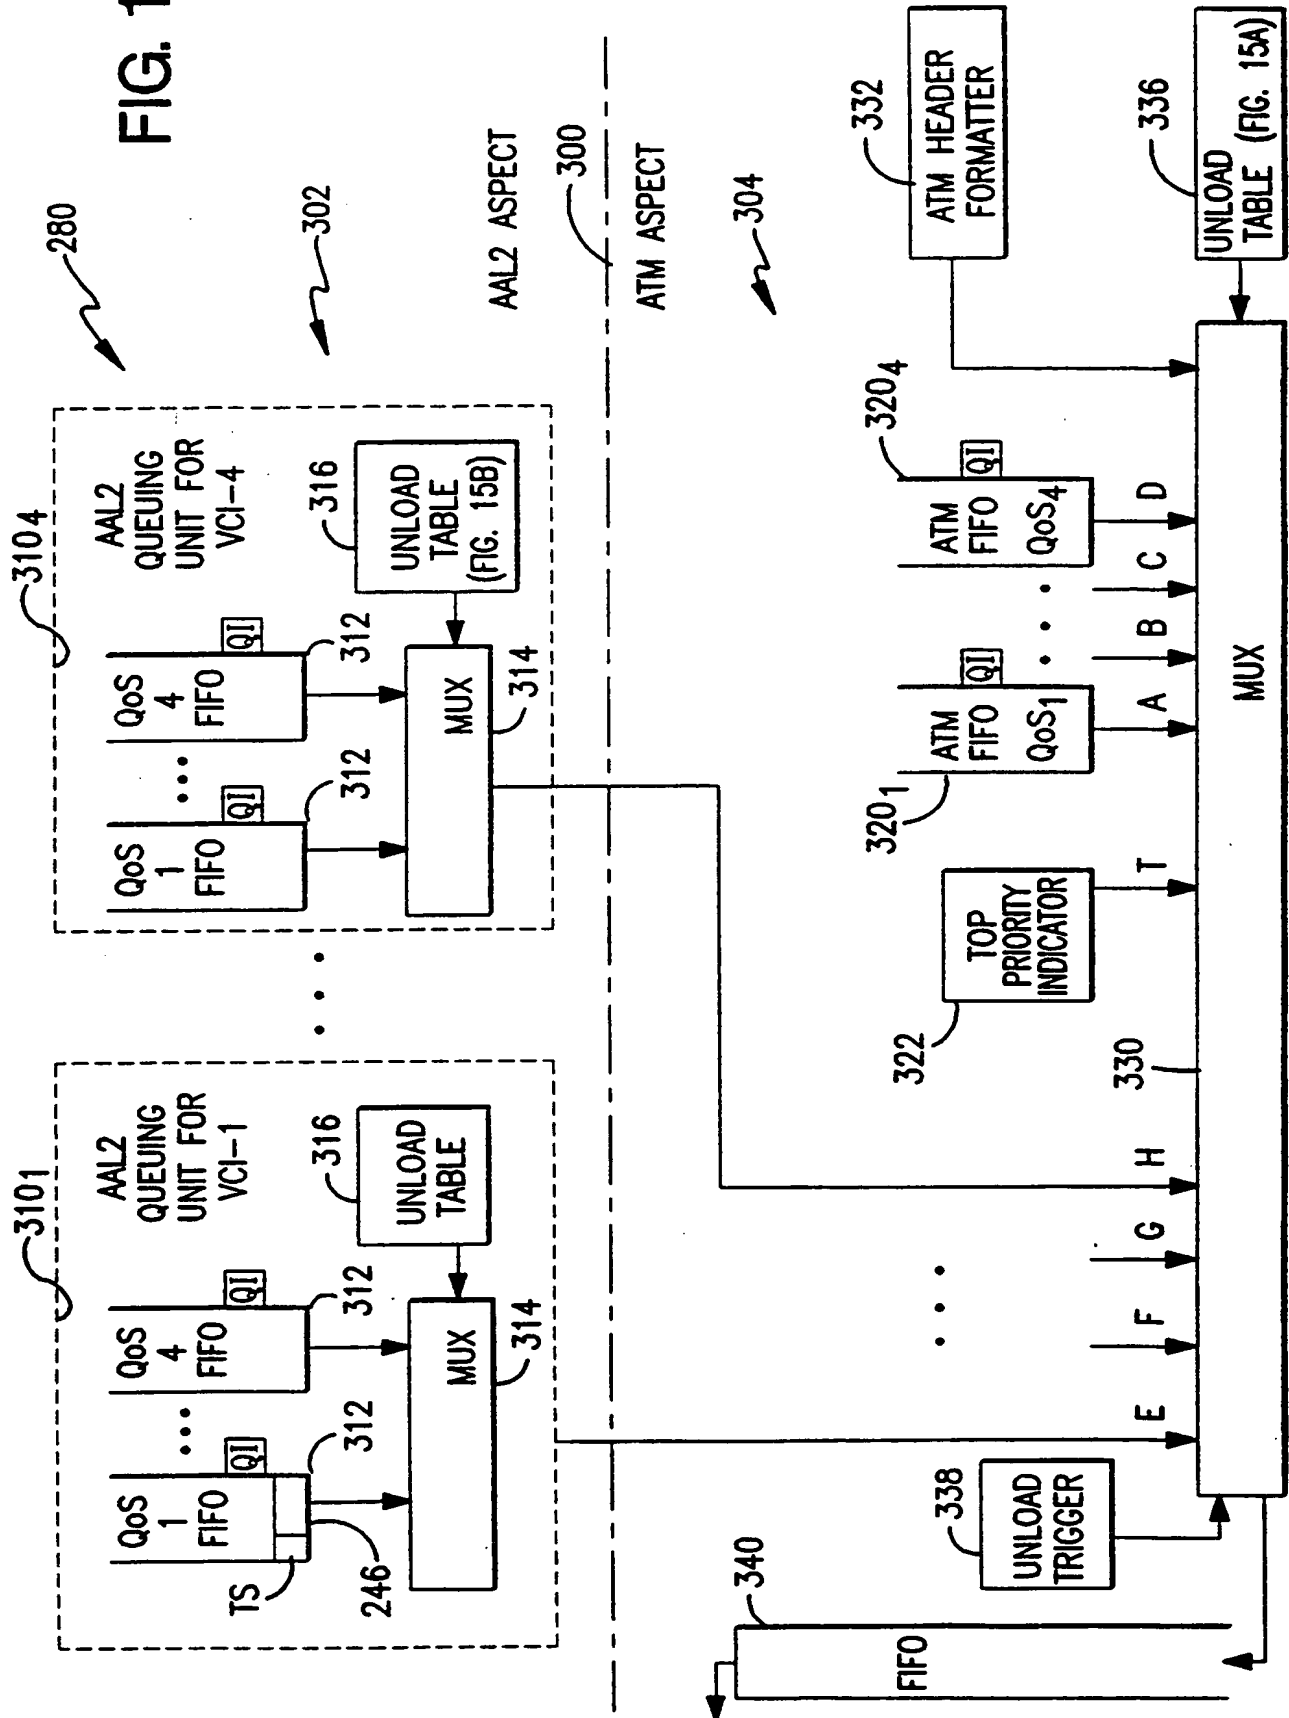 FIG. 1
280
302
3101
AAL2
QUEUING
UNIT FOR
VCI-1
QoS
1
FIFO
QI
QoS
4
FIFO
QI
TS
246
312
312
316
UNLOAD
TABLE
MUX
314
3104
AAL2
QUEUING
UNIT FOR
VCI-4
QoS
1
FIFO
QI
QoS
4
FIFO
QI
312
312
316
UNLOAD
TABLE
(FIG. 15B)
MUX
314
AAL2 ASPECT
300
ATM ASPECT
304
340
FIFO
338
UNLOAD
TRIGGER
322
TOP
PRIORITY
INDICATOR
3201
ATM
FIFO
QoS1
QI
3204
ATM
FIFO
QoS4
QI
332
ATM HEADER
FORMATTER
E F G H T A B C D
330
MUX
336
UNLOAD
TABLE (FIG. 15A)